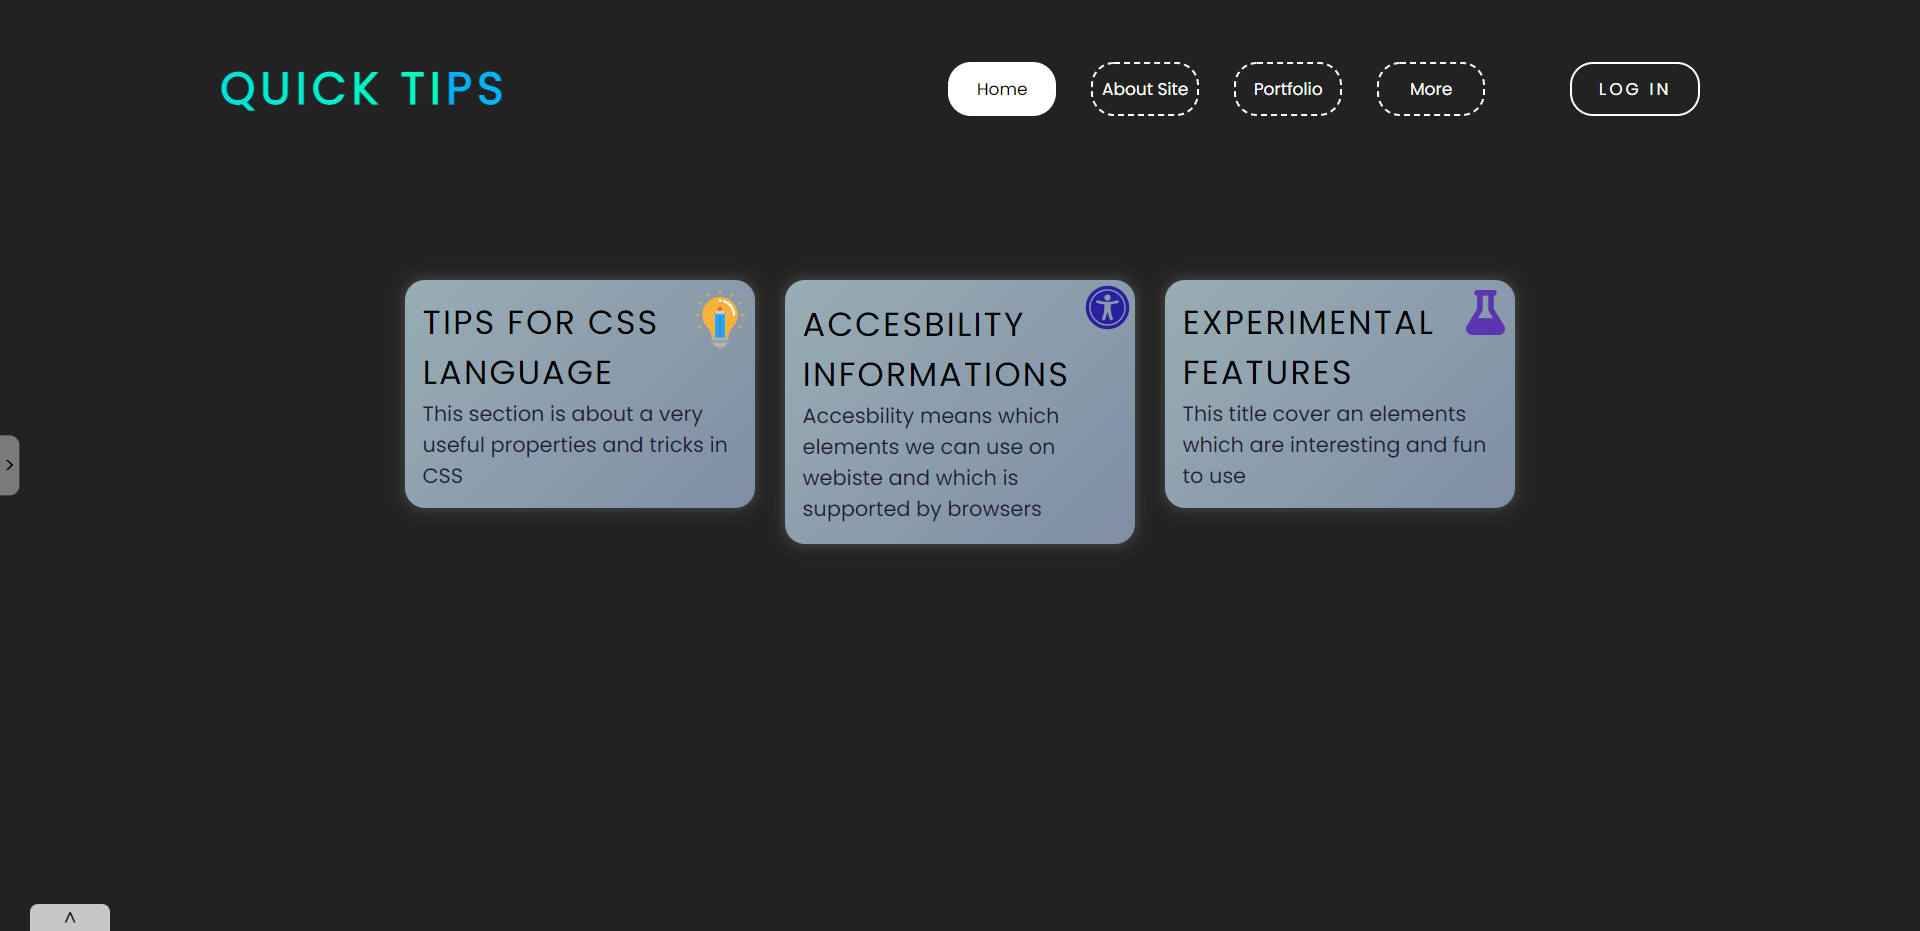 QUICK TIPS
Home
About Site
Portfolio
More
LOG IN
TIPS FOR CSS
LANGUAGE
This section is about a very
useful properties and tricks in
CSS
ACCESBILITY
INFORMATIONS
Accesbility means which
elements we can use on
webiste and which is
supported by browsers
EXPERIMENTAL
FEATURES
This title cover an elements
which are interesting and fun
to use
>
^